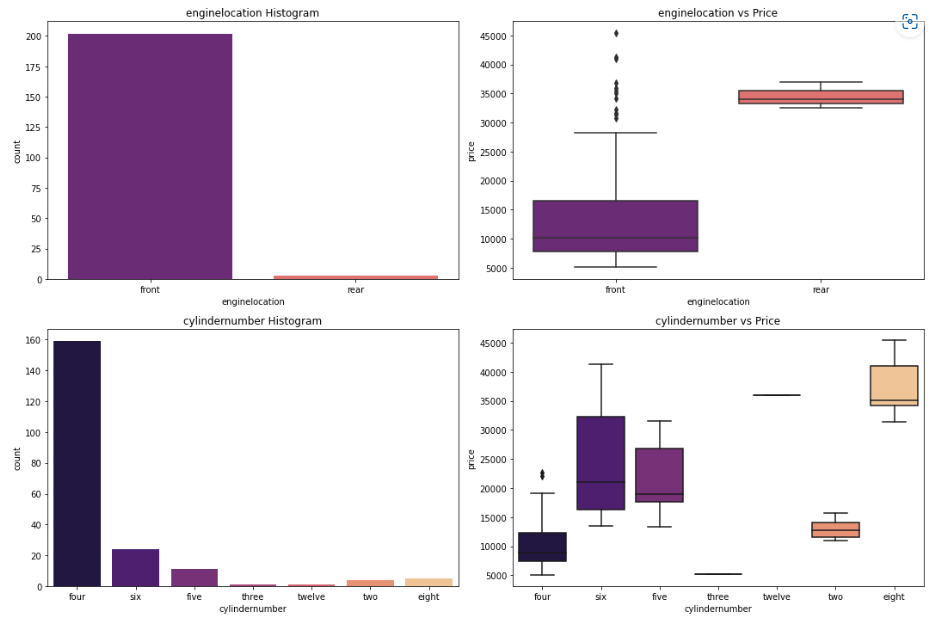 enginelocation Histogram
200
175
150
125
100
75
50
25
0
count
front rear
enginelocation
enginelocation vs Price
45000
40000
35000
30000
25000
20000
15000
10000
5000
price
front rear
enginelocation
cylindernumber Histogram
160
140
120
100
80
60
40
20
0
count
four six five three twelve two eight
cylindernumber
cylindernumber vs Price
45000
40000
35000
30000
25000
20000
15000
10000
5000
price
four six five three twelve two eight
cylindernumber